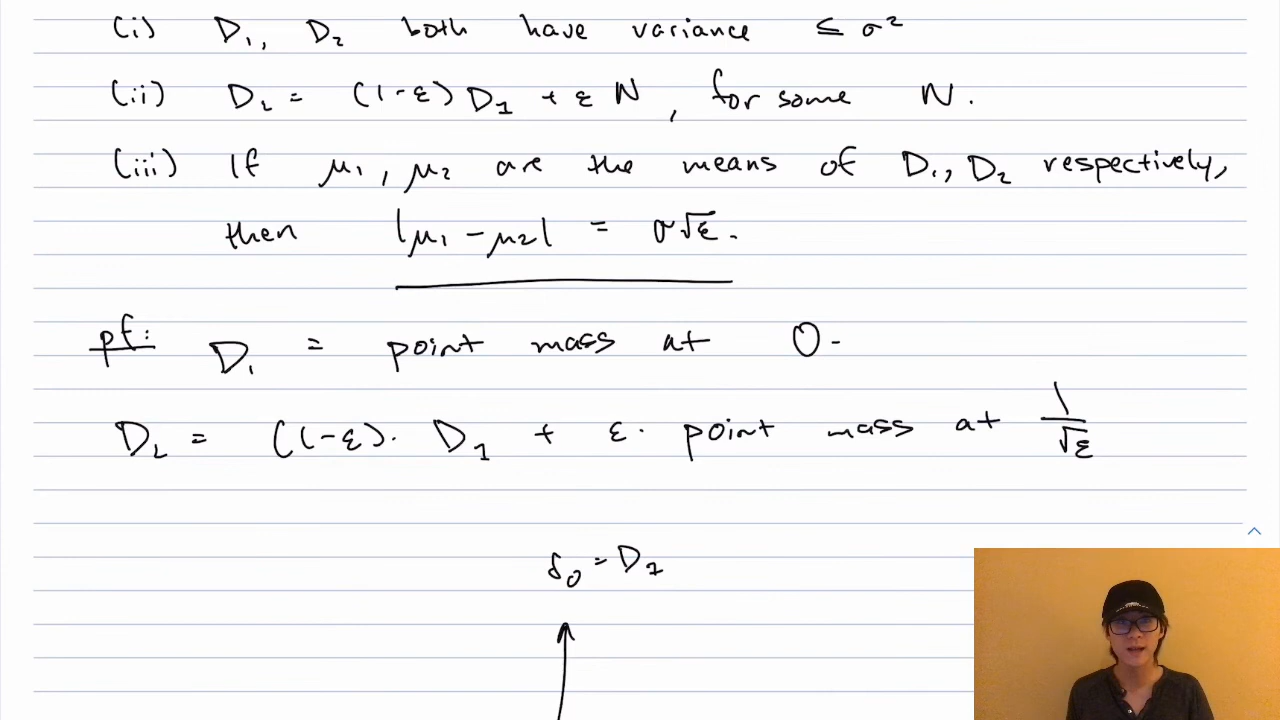 (i) D₁, D₂ both have variance ≤ σ²
(ii) D₂ = (1-ε) D₁ + ε N, for some N.
(iii) If μ₁, μ₂ are the means of D₁, D₂ respectively,
then |μ₁ - μ₂| = σ√ε.
pf: D₁ = point mass at 0.
D₂ = (1-ε). D₁ + ε. point mass at 1/√ε
δ₀ = D₁